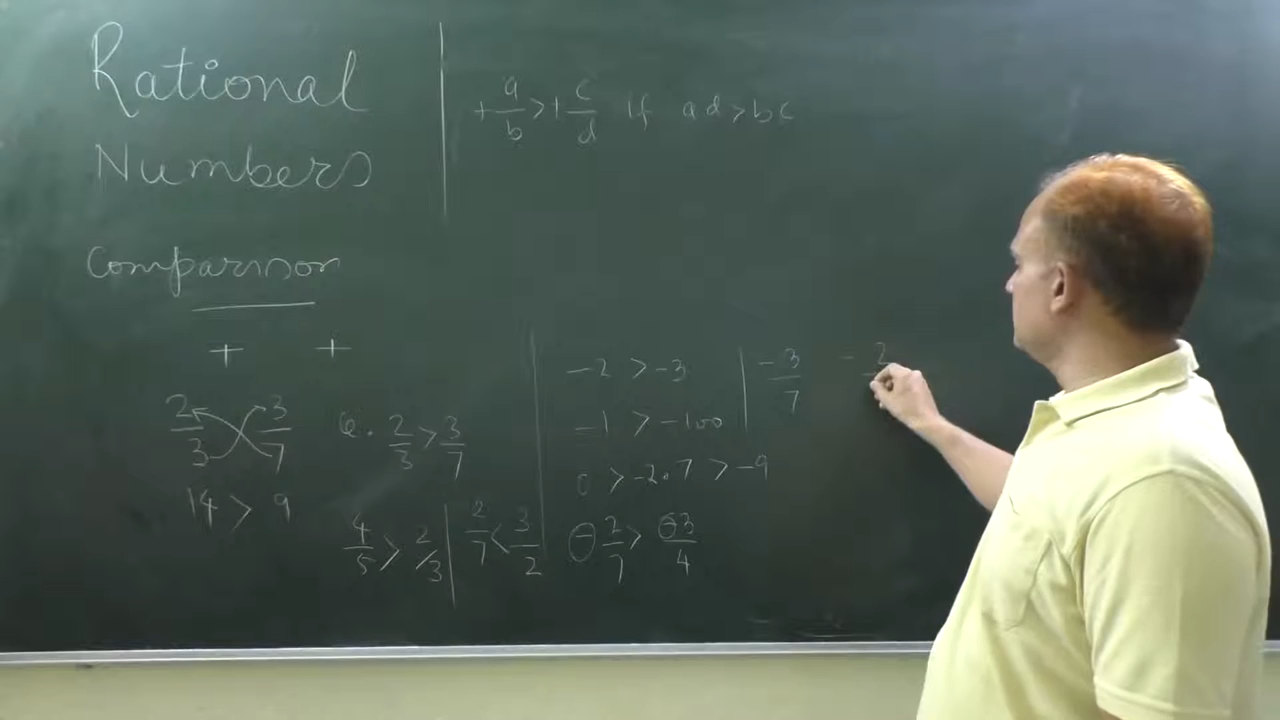 Rational
Numbers
Comparison
+ +
2/3 3/7
14 > 9
2/3 > 3/7
4/5 > 2/3
2/7 < 3/2
+a/b > +c/d if ad > bc
-2 > -3
-1 > -100
0 > -2.7 > -9
-2/7 > -3/4
-3/7 -2